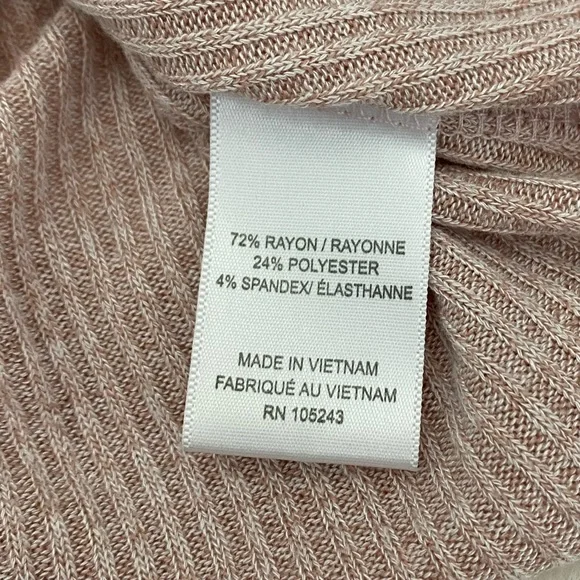 72% RAYON / RAYONNE
24% POLYESTER
4% SPANDEX/ ÉLASTHANNE
MADE IN VIETNAM
FABRIQUÉ AU VIETNAM
RN 105243